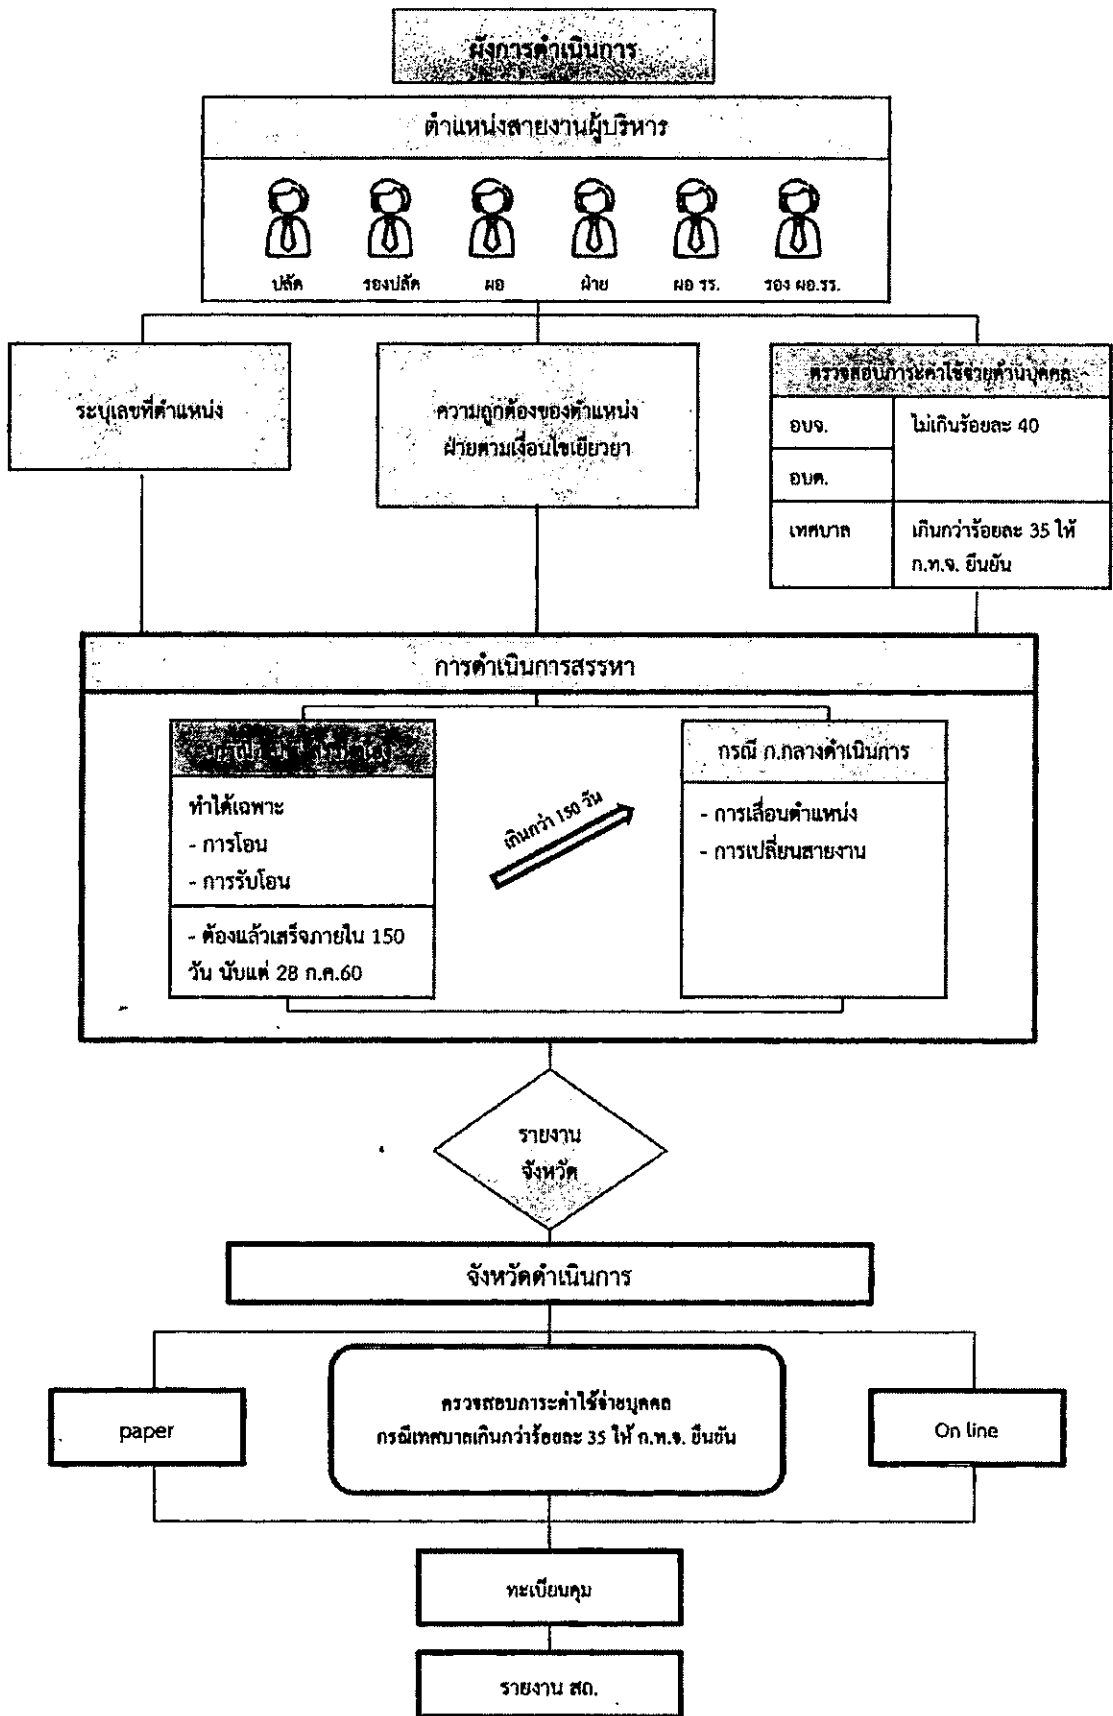 ผังการดำเนินการ
ตำแหน่งสายงานผู้บริหาร
ปลัด รองปลัด ผอ ฝ่าย ผอ รร. รอง ผอ.รร.
ระบุเลขที่ตำแหน่ง
ความถูกต้องของตำแหน่ง
ฝ่ายตามเงื่อนไขเยียวยา
ตรวจสอบภาระค่าใช้จ่ายด้านบุคคล
อบจ. ไม่เกินร้อยละ 40
อบต.
เทศบาล เกินกว่าร้อยละ 35 ให้
ก.ท.จ. ยืนยัน
การดำเนินการสรรหา
ทำได้เฉพาะ
- การโอน
- การรับโอน
- ต้องแล้วเสร็จภายใน 150
วัน นับแต่ 28 ก.ค.60
เกินกว่า 150 วัน
กรณี ก.กลางดำเนินการ
- การเลื่อนตำแหน่ง
- การเปลี่ยนสายงาน
รายงาน
จังหวัด
จังหวัดดำเนินการ
paper
ตรวจสอบภาระค่าใช้จ่ายบุคคล
กรณีเทศบาลเกินกว่าร้อยละ 35 ให้ ก.ท.จ. ยืนยัน
On line
ทะเบียนคุม
รายงาน สถ.